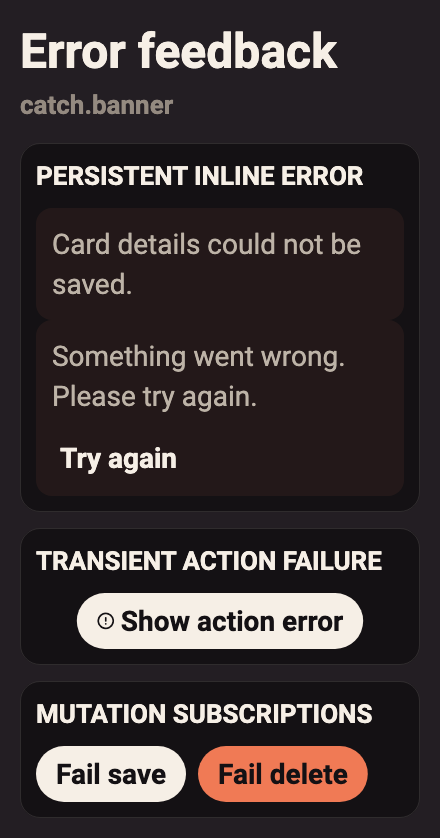 Error feedback
catch.banner
PERSISTENT INLINE ERROR
Card details could not be
saved.
Something went wrong.
Please try again.
Try again
TRANSIENT ACTION FAILURE
Show action error
MUTATION SUBSCRIPTIONS
Fail save
Fail delete